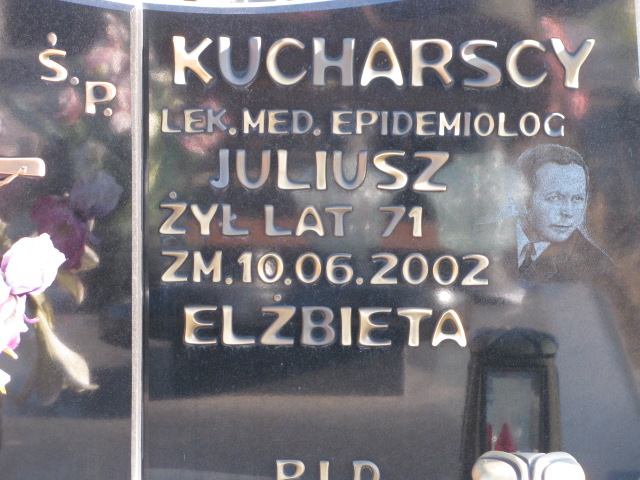 Ś.P.
KUCHARSCY
LEK. MED. EPIDEMIOLOG
JULIUSZ
ŻYŁ LAT 71
ZM. 10.06.2002
ELŻBIETA
R.I.P.